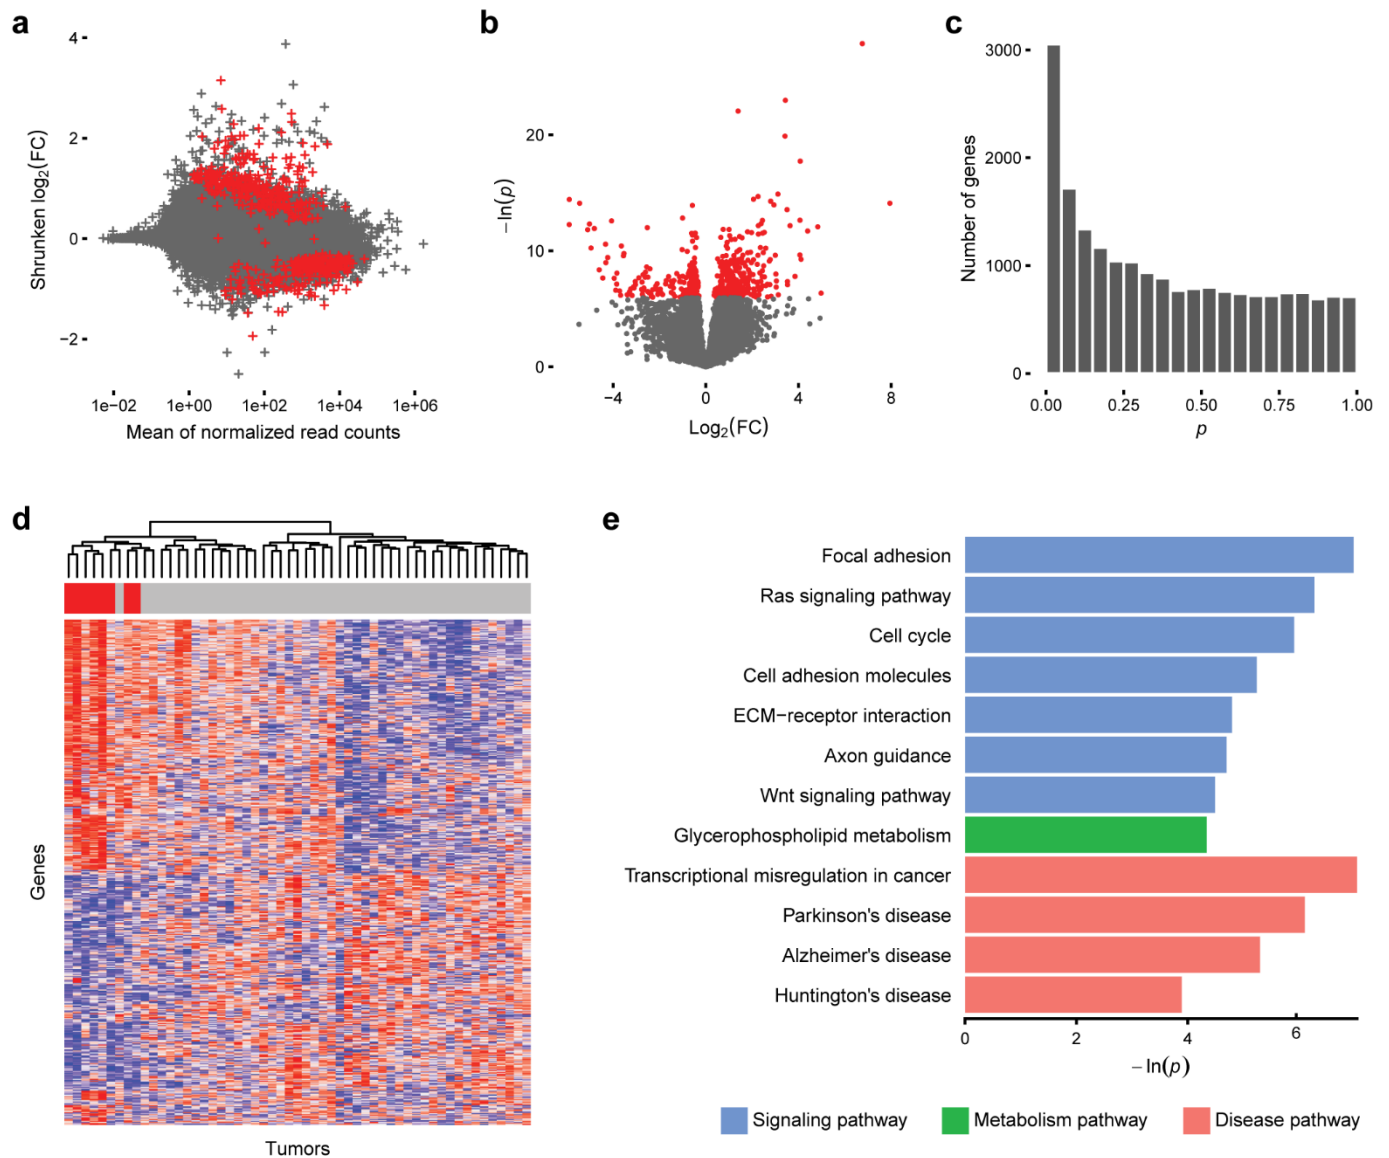 a
4
2
0
−2
Shrunken log2(FC)
1e−02 1e+00 1e+02 1e+04 1e+06
Mean of normalized read counts
b
20
10
0
−ln(p)
−4 0 4 8
Log2(FC)
c
3000
2000
1000
0
Number of genes
0.00 0.25 0.50 0.75 1.00
p
d
Genes
Tumors
e
Focal adhesion
Ras signaling pathway
Cell cycle
Cell adhesion molecules
ECM−receptor interaction
Axon guidance
Wnt signaling pathway
Glycerophospholipid metabolism
Transcriptional misregulation in cancer
Parkinson's disease
Alzheimer's disease
Huntington's disease
0 2 4 6
−ln(p)
Signaling pathway Metabolism pathway Disease pathway